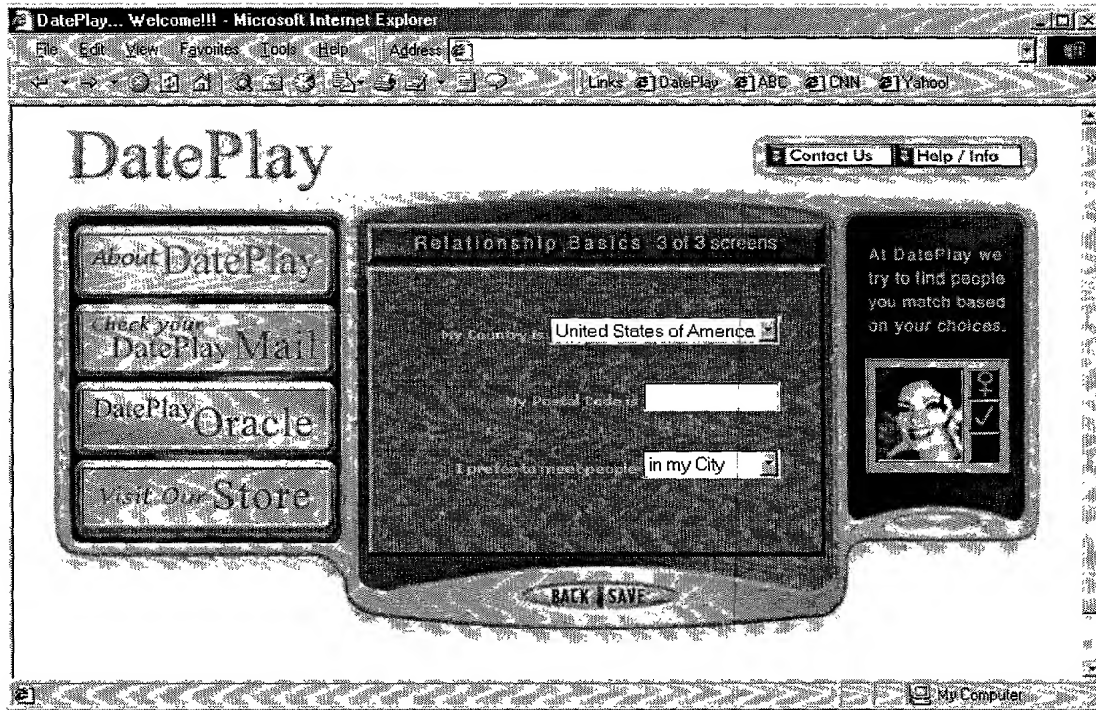 DatePlay... Welcome!!! - Microsoft Internet Explorer
File Edit View Favorites Tools Help Address
Links DatePlay ABC CNN Yahoo!
DatePlay
Contact Us Help / Info
About DatePlay
Check your
DatePlay Mail
DatePlay Oracle
Visit Our Store
Relationship Basics 3 of 3 screens
My Country is United States of America
My Postal Code is
I prefer to meet people in my City
BACK SAVE
At DatePlay we
try to find people
you match based
on your choices.
My Computer